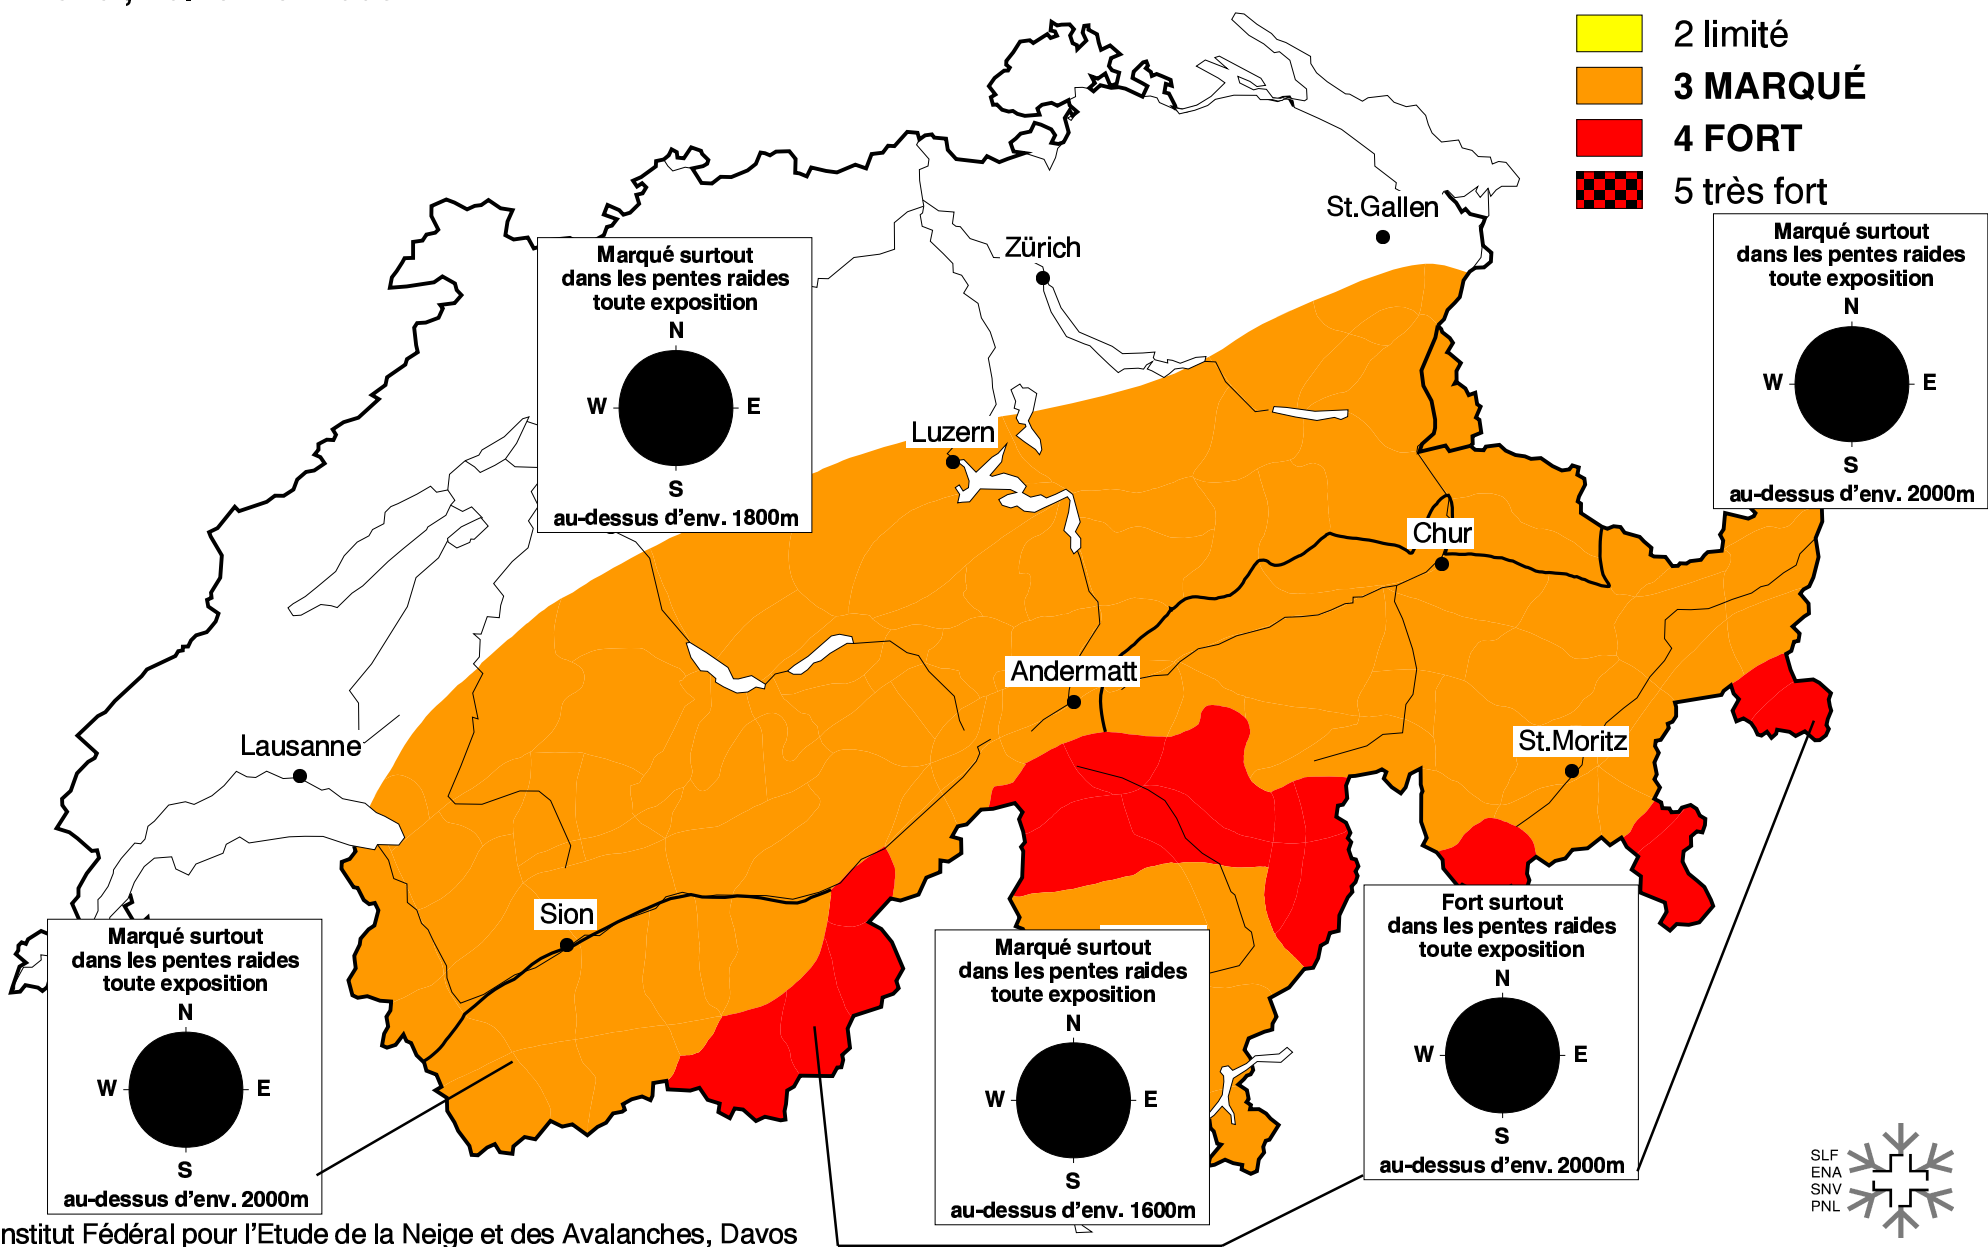 2 limité
3 MARQUÉ
4 FORT
5 très fort
St.Gallen
Zürich
Marqué surtout
dans les pentes raides
toute exposition
N
W E
S
au-dessus d'env. 1800m
Marqué surtout
dans les pentes raides
toute exposition
N
W E
S
au-dessus d'env. 2000m
Luzern
Chur
Andermatt
Lausanne
St.Moritz
Sion
Marqué surtout
dans les pentes raides
toute exposition
N
W E
S
au-dessus d'env. 2000m
Marqué surtout
dans les pentes raides
toute exposition
N
W E
S
au-dessus d'env. 1600m
Fort surtout
dans les pentes raides
toute exposition
N
W E
S
au-dessus d'env. 2000m
SLF
ENA
SNV
PNL
nstitut Fédéral pour l'Etude de la Neige et des Avalanches, Davos